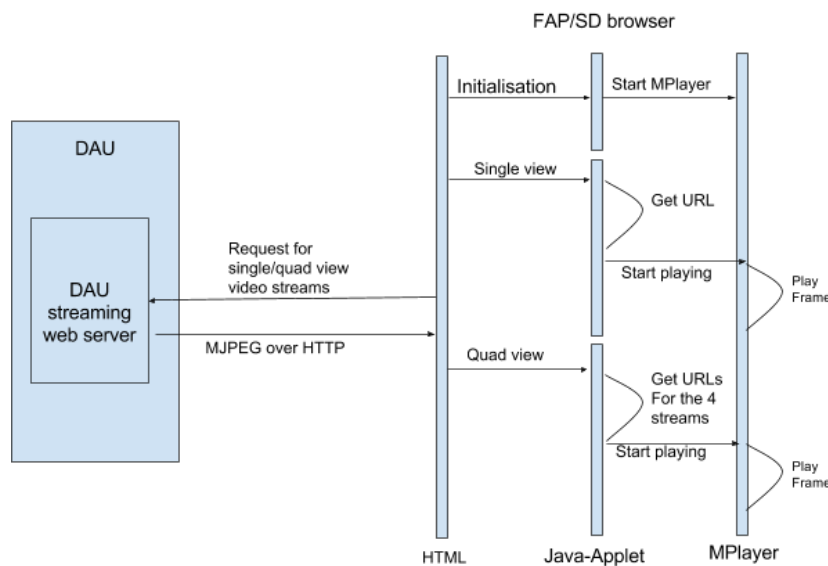 FAP/SD browser
Initialisation
Start MPlayer
DAU
Single view
Get URL
Request for
single/quad view
video streams
Start playing
Play
Frame
DAU
streaming
web server
MJPEG over HTTP
Quad view
Get URLs
For the 4
streams
Start playing
Play
Frame
HTML
Java-Applet
MPlayer